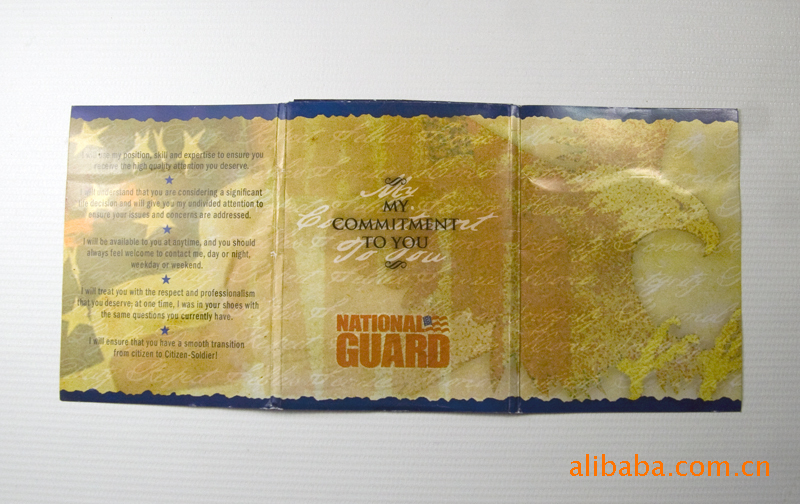 I will use my position, skill and expertise to ensure you
receive the high quality attention you deserve.
I will understand that you are considering a significant
life decision and will give you my undivided attention to
ensure your issues and concerns are addressed.
I will be available to you at anytime, and you should
always feel welcome to contact me, day or night,
weekday or weekend.
I will treat you with the respect and professionalism
that you deserve; at one time, I was in your shoes with
the same questions you currently have.
I will ensure that you have a smooth transition
from citizen to Citizen-Soldier!
My
MY
COMMITMENT
TO YOU
To You
NATIONAL
GUARD
alibaba.com.cn